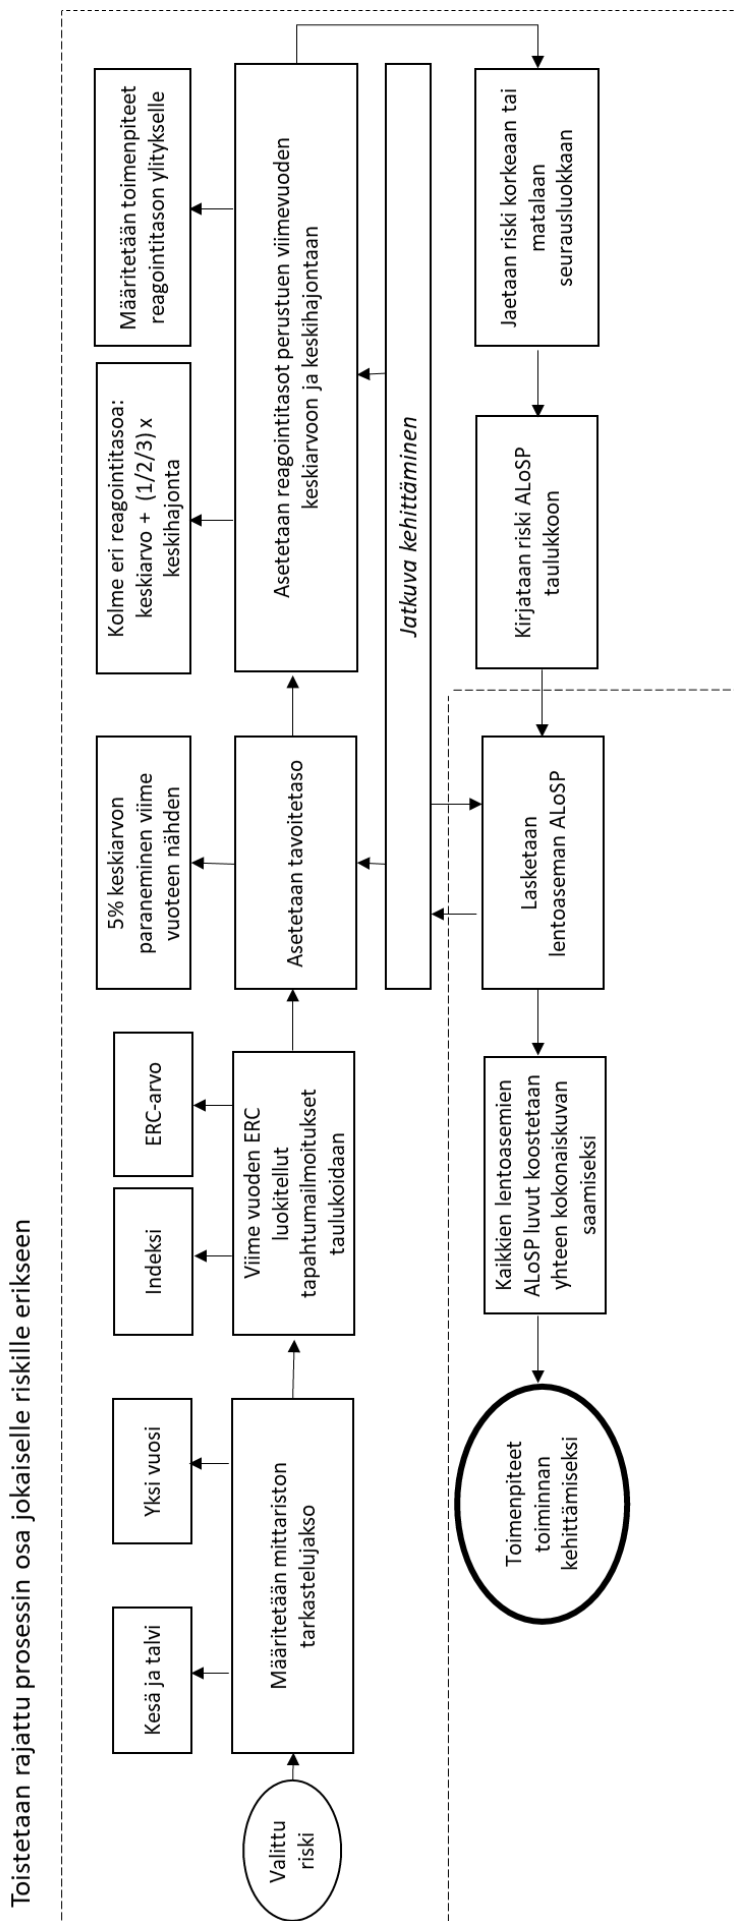 Toistetaan rajattu prosessin osa jokaiselle riskille erikseen
Valittu
riski
Kesä ja talvi
Yksi vuosi
Määritetään mittariston
tarkastelujakso
Indeksi
ERC-arvo
Viime vuoden ERC
luokitellut
tapahtumailmoitukset
taulukoidaan
5% keskiarvon
paraneminen viime
vuoteen nähden
Asetetaan tavoitetaso
Kolme eri reagointitasoa:
keskiarvo + (1/2/3) x
keskihajonta
Määritetään toimenpiteet
reagointitason ylitykselle
Asetetaan reagointitasot perustuen viimevuoden
keskiarvoon ja keskihajontaan
Jatkuva kehittäminen
Jaetaan riski korkeaan tai
matalaan
seurausluokkaan
Kirjataan riski ALoSP
taulukkoon
Lasketaan
lentoaseman ALoSP
Kaikkien lentoasemien
ALoSP luvut koostetaan
yhteen kokonaiskuvan
saamiseksi
Toimenpiteet
toiminnan
kehittämiseksi